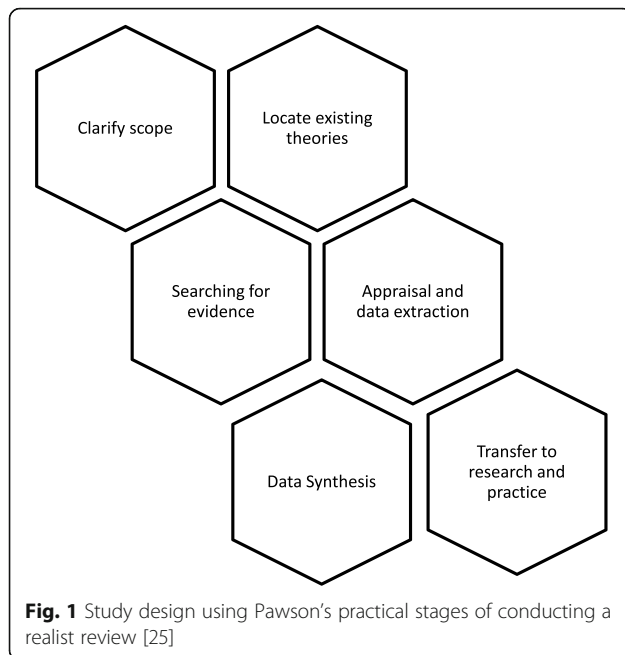 Clarify scope
Locate existing
theories
Searching for
evidence
Appraisal and
data extraction
Data Synthesis
Transfer to
research and
practice
Fig. 1 Study design using Pawson's practical stages of conducting a
realist review [25]